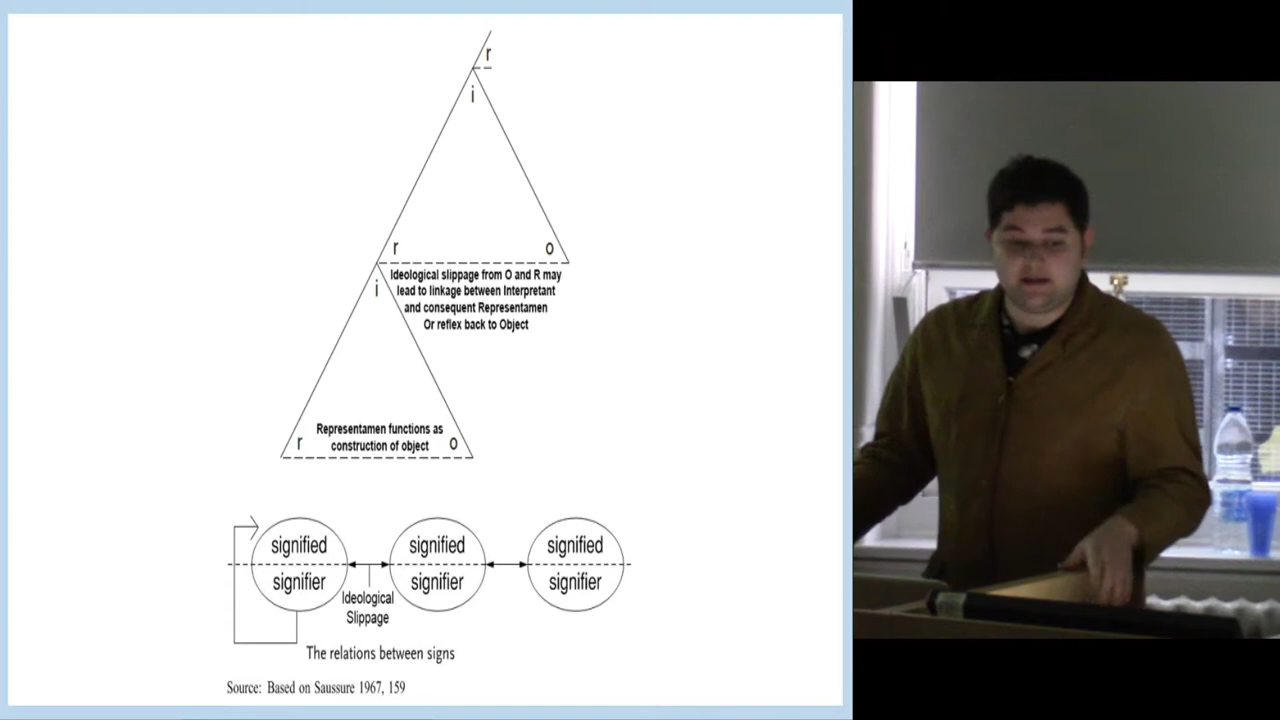 r
i
r o
Ideological slippage from O and R may
lead to linkage between Interpretant
and consequent Representamen
Or reflex back to Object
i
Representamen functions as
construction of object
r o
signified signified signified
signifier signifier signifier
Ideological
Slippage
The relations between signs
Source: Based on Saussure 1967, 159